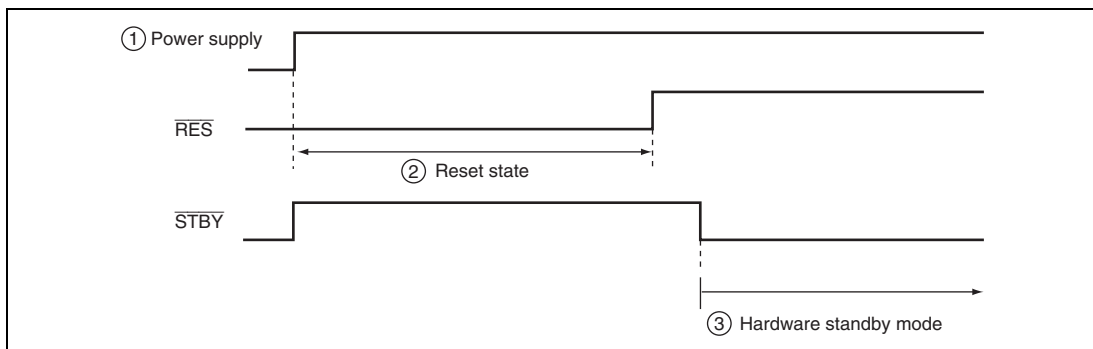 ① Power supply
RES
② Reset state
STBY
③ Hardware standby mode